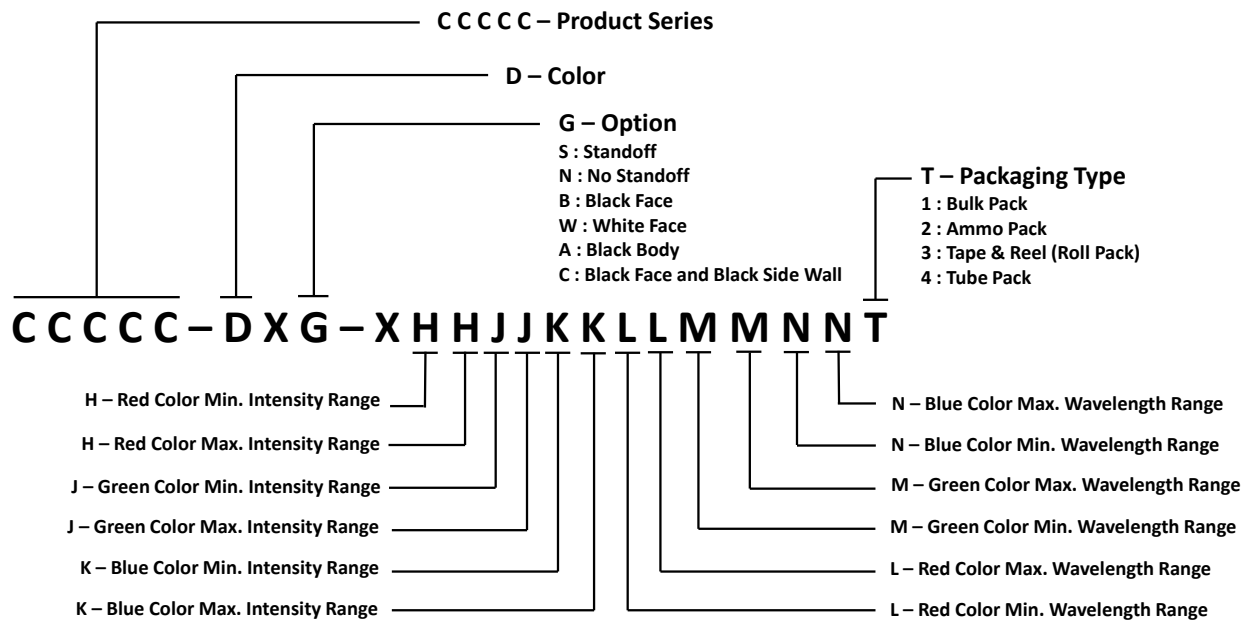 C C C C C – Product Series
D – Color
G – Option
S : Standoff
N : No Standoff
B : Black Face
W : White Face
A : Black Body
C : Black Face and Black Side Wall
T – Packaging Type
1 : Bulk Pack
2 : Ammo Pack
3 : Tape & Reel (Roll Pack)
4 : Tube Pack
C C C C C – D X G – X H H J J K K L L M M N N T
H – Red Color Min. Intensity Range
H – Red Color Max. Intensity Range
J – Green Color Min. Intensity Range
J – Green Color Max. Intensity Range
K – Blue Color Min. Intensity Range
K – Blue Color Max. Intensity Range
N – Blue Color Max. Wavelength Range
N – Blue Color Min. Wavelength Range
M – Green Color Max. Wavelength Range
M – Green Color Min. Wavelength Range
L – Red Color Max. Wavelength Range
L – Red Color Min. Wavelength Range